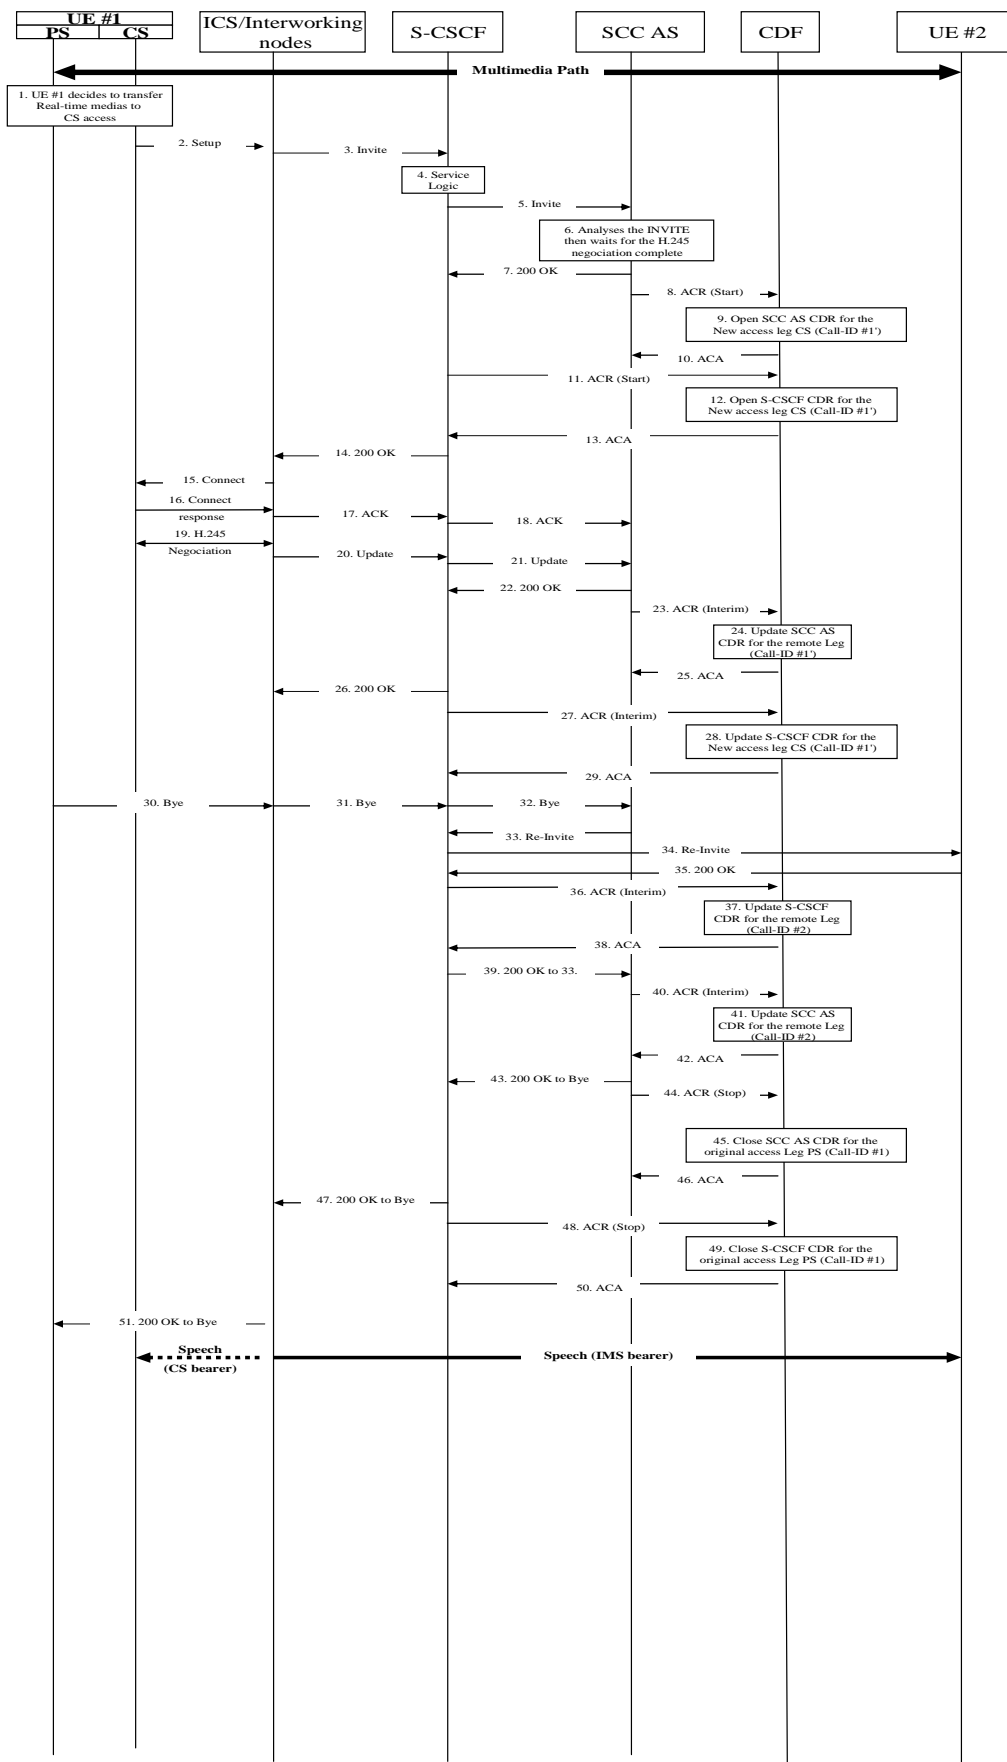 UE #1
PS CS
ICS/Interworking
nodes
S-CSCF
SCC AS
CDF
UE #2
Multimedia Path
1. UE #1 decides to transfer
Real-time medias to
CS access
2. Setup
3. Invite
4. Service
Logic
5. Invite
6. Analyses the INVITE
then waits for the H.245
negociation complete
7. 200 OK
8. ACR (Start)
9. Open SCC AS CDR for the
New access leg CS (Call-ID #1')
10. ACA
11. ACR (Start)
12. Open S-CSCF CDR for the
New access leg CS (Call-ID #1')
13. ACA
14. 200 OK
15. Connect
16. Connect
response
17. ACK
18. ACK
19. H.245
Negociation
20. Update
21. Update
22. 200 OK
23. ACR (Interim)
24. Update SCC AS
CDR for the remote Leg
(Call-ID #1')
25. ACA
26. 200 OK
27. ACR (Interim)
28. Update S-CSCF CDR for the
New access leg CS (Call-ID #1')
29. ACA
30. Bye
31. Bye
32. Bye
33. Re-Invite
34. Re-Invite
35. 200 OK
36. ACR (Interim)
37. Update S-CSCF
CDR for the remote Leg
(Call-ID #2)
38. ACA
39. 200 OK to 33.
40. ACR (Interim)
41. Update SCC AS
CDR for the remote Leg
(Call-ID #2)
42. ACA
43. 200 OK to Bye
44. ACR (Stop)
45. Close SCC AS CDR for the
original access Leg PS (Call-ID #1)
46. ACA
47. 200 OK to Bye
48. ACR (Stop)
49. Close S-CSCF CDR for the
original access Leg PS (Call-ID #1)
50. ACA
51. 200 OK to Bye
Speech
(CS bearer)
Speech (IMS bearer)